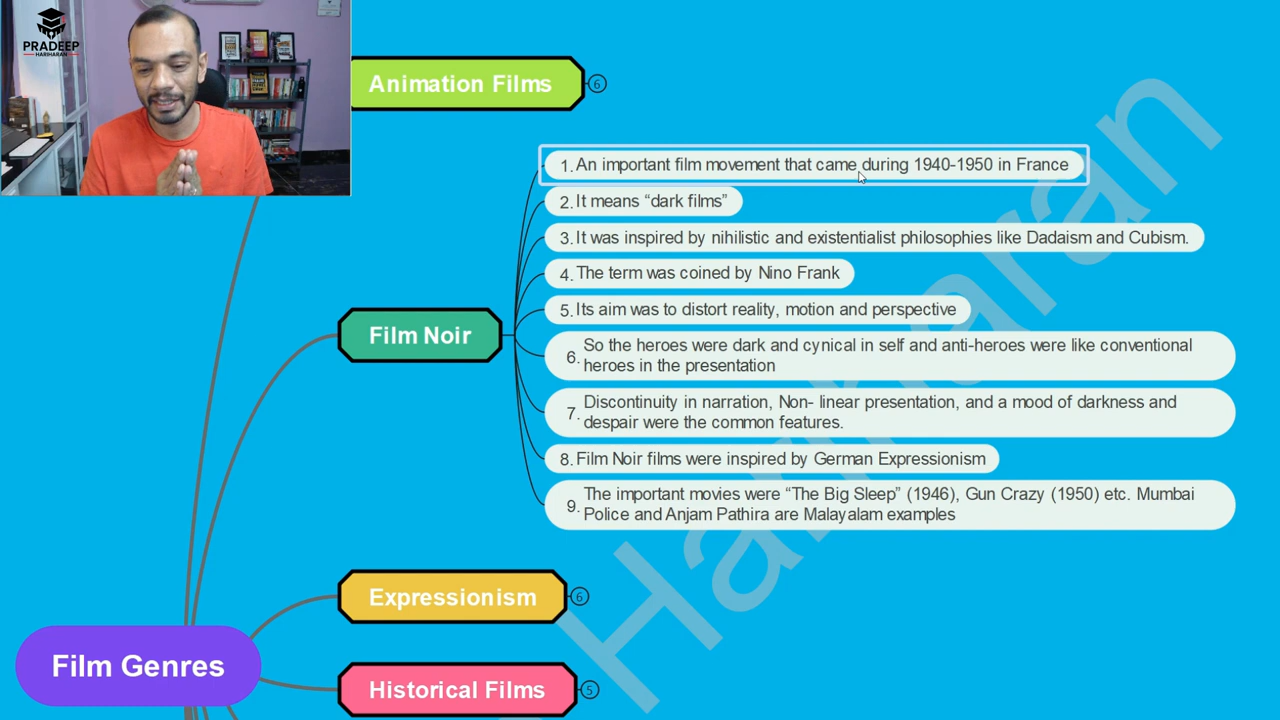 PRADEEP
HARIHARAN
Animation Films
6
1. An important film movement that came during 1940-1950 in France
2. It means “dark films”
3. It was inspired by nihilistic and existentialist philosophies like Dadaism and Cubism.
4. The term was coined by Nino Frank
5. Its aim was to distort reality, motion and perspective
Film Noir
6. So the heroes were dark and cynical in self and anti-heroes were like conventional
heroes in the presentation
7. Discontinuity in narration, Non- linear presentation, and a mood of darkness and
despair were the common features.
8. Film Noir films were inspired by German Expressionism
9. The important movies were “The Big Sleep” (1946), Gun Crazy (1950) etc. Mumbai
Police and Anjam Pathira are Malayalam examples
Expressionism
6
Film Genres
Historical Films
5
Hariharan